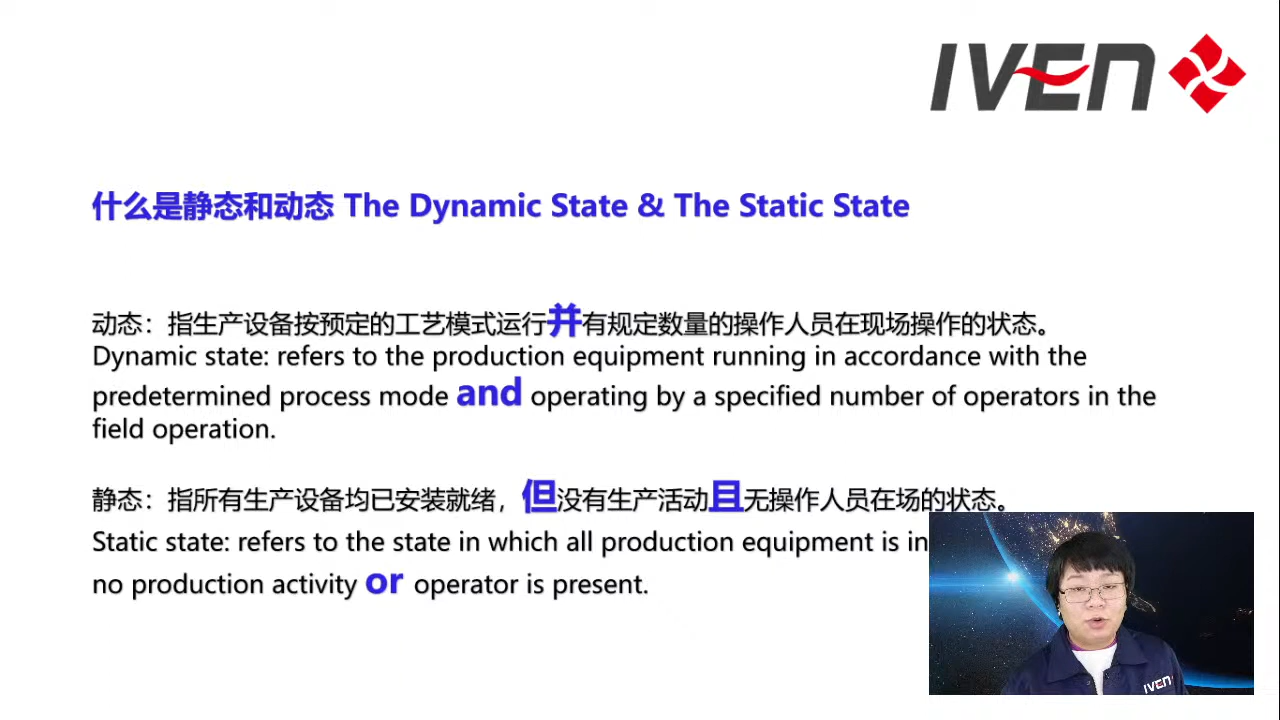 IVEN
什么是静态和动态 The Dynamic State & The Static State
动态：指生产设备按预定的工艺模式运行并有规定数量的操作人员在现场操作的状态。
Dynamic state: refers to the production equipment running in accordance with the
predetermined process mode and operating by a specified number of operators in the
field operation.
静态：指所有生产设备均已安装就绪，但没有生产活动且无操作人员在场的状态。
Static state: refers to the state in which all production equipment is in
no production activity or operator is present.
IVEN